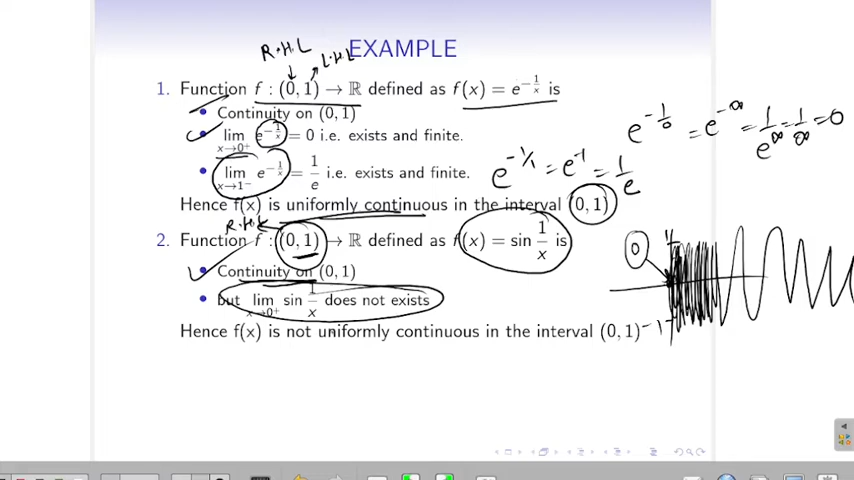 R.H.L
L.H.L
EXAMPLE
1. Function f : (0, 1) → ℝ defined as f(x) = e^{-1/x} is
• Continuity on (0, 1)
• lim_{x→0⁺} e^{-1/x} = 0 i.e. exists and finite.
e^{-1/0} = e^{-∞} = 1/e^∞ = 1/∞ = 0
• lim_{x→1⁻} e^{-1/x} = 1/e i.e. exists and finite.
e^{-1/1} = e^{-1} = 1/e
Hence f(x) is uniformly continuous in the interval (0, 1)
R.H.L
2. Function f : (0, 1) → ℝ defined as f(x) = sin 1/x is
0
1
• Continuity on (0, 1)
• but lim_{x→0⁺} sin 1/x does not exists
Hence f(x) is not uniformly continuous in the interval (0, 1)
-1